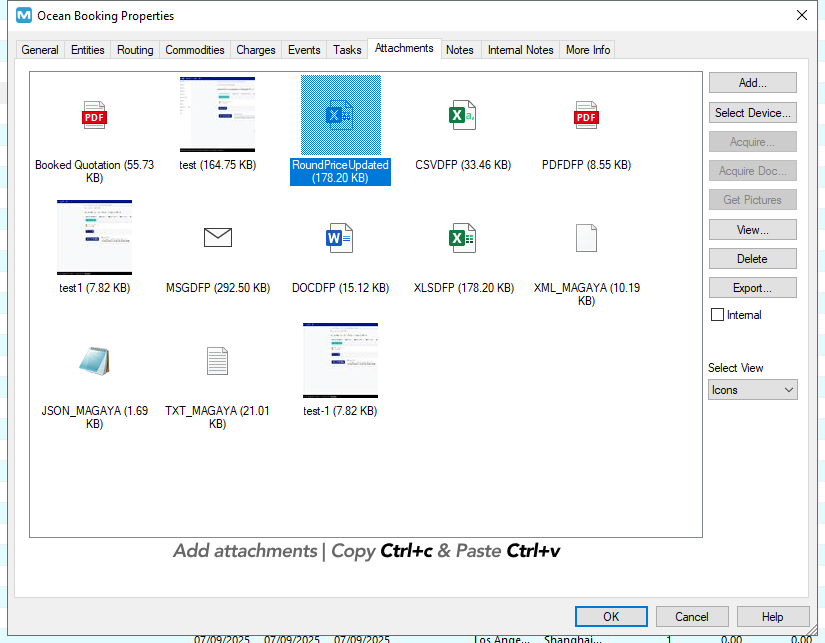 Ocean Booking Properties
General Entities Routing Commodities Charges Events Tasks Attachments Notes Internal Notes More Info
PDF
X
X a,
PDF
Booked Quotation (55.73
KB)
test (164.75 KB)
RoundPriceUpdated
(178.20 KB)
CSVDFP (33.46 KB)
PDFDFP (8.55 KB)
W
X
test1 (7.82 KB)
MSGDFP (292.50 KB)
DOCDFP (15.12 KB)
XLSDFP (178.20 KB)
XML_MAGAYA (10.19
KB)
JSON_MAGAYA (1.69
KB)
TXT_MAGAYA (21.01
KB)
test-1 (7.82 KB)
Add...
Select Device...
Acquire...
Acquire Doc...
Get Pictures
View...
Delete
Export...
Internal
Select View
Icons
Add attachments | Copy Ctrl+c & Paste Ctrl+v
OK Cancel Help
07/09/2025 07/09/2025 07/09/2025 Los Ange... Shanghai... 1 0.00 0.00